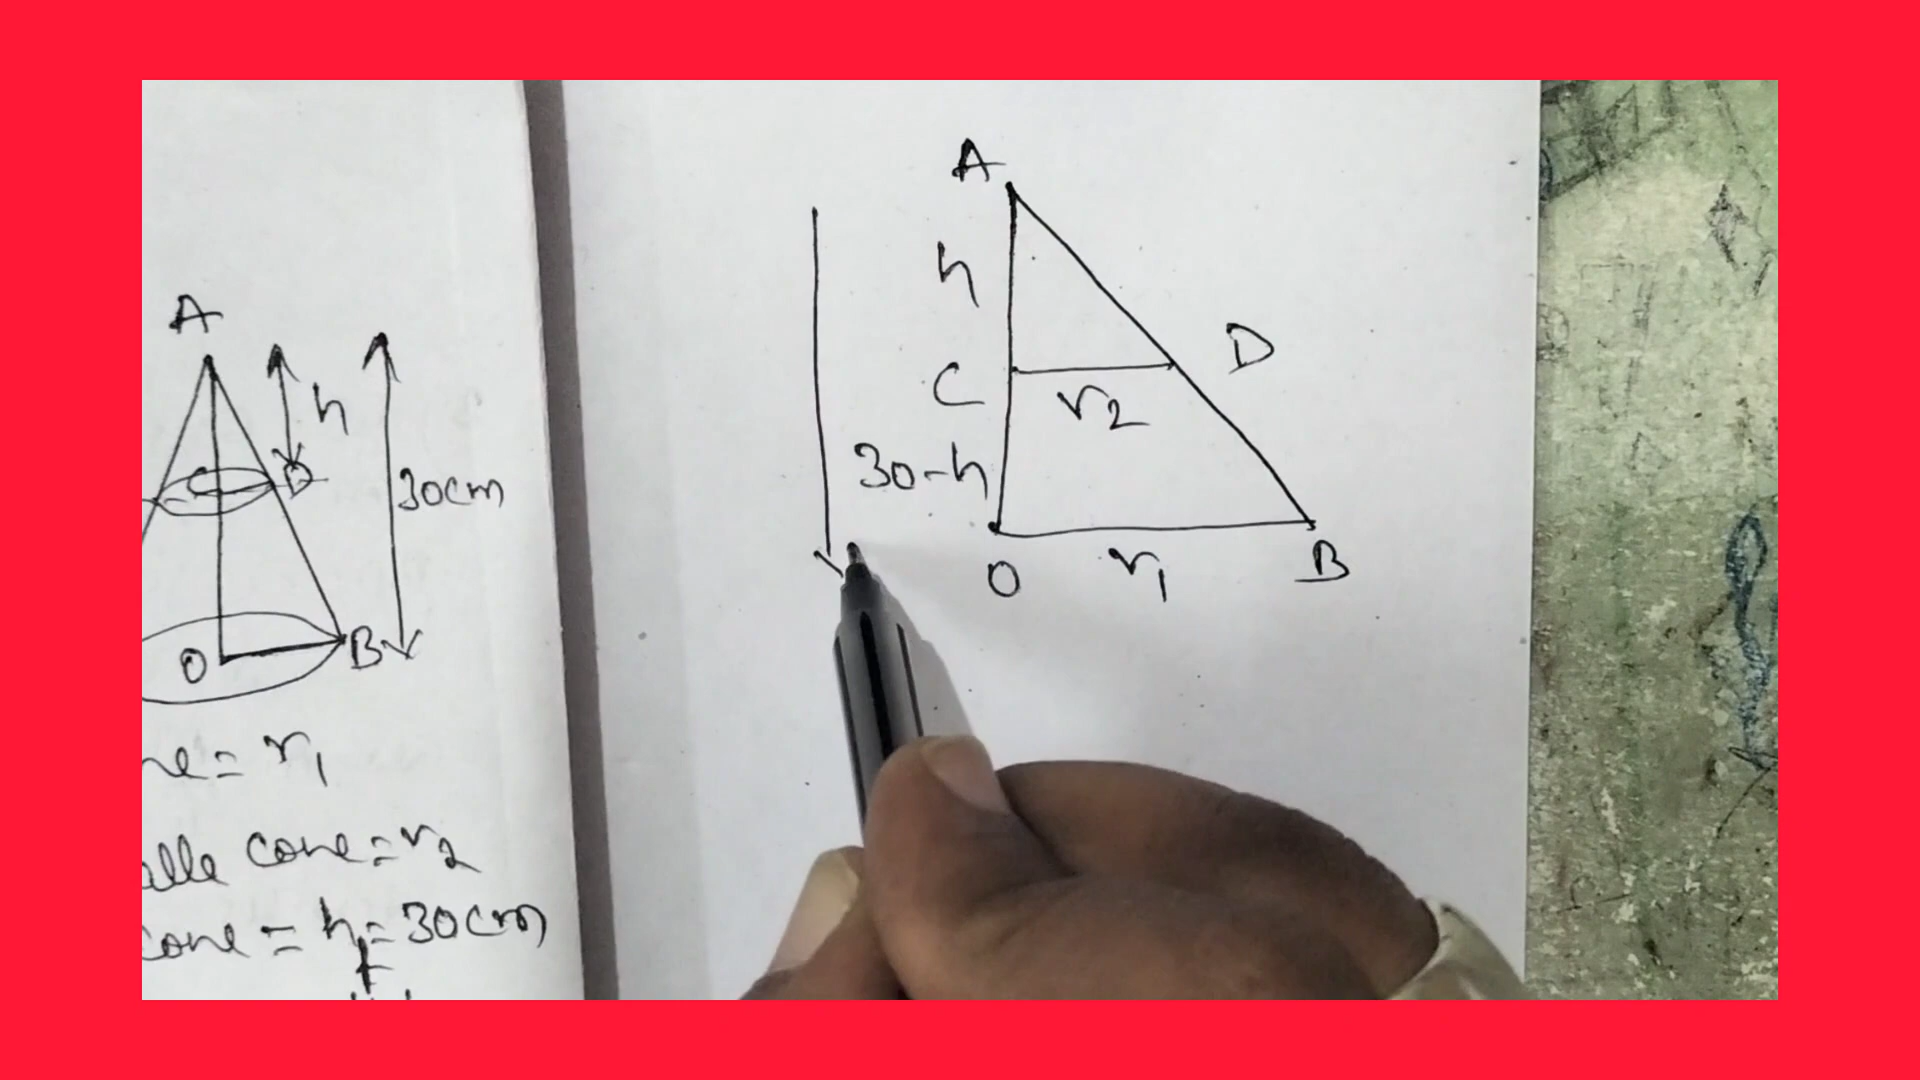 A
h
C
D
30cm
O
B
ne = r1
alle cone = r2
cone = h = 30cm
A
h
C
D
r2
30-h
O
r1
B